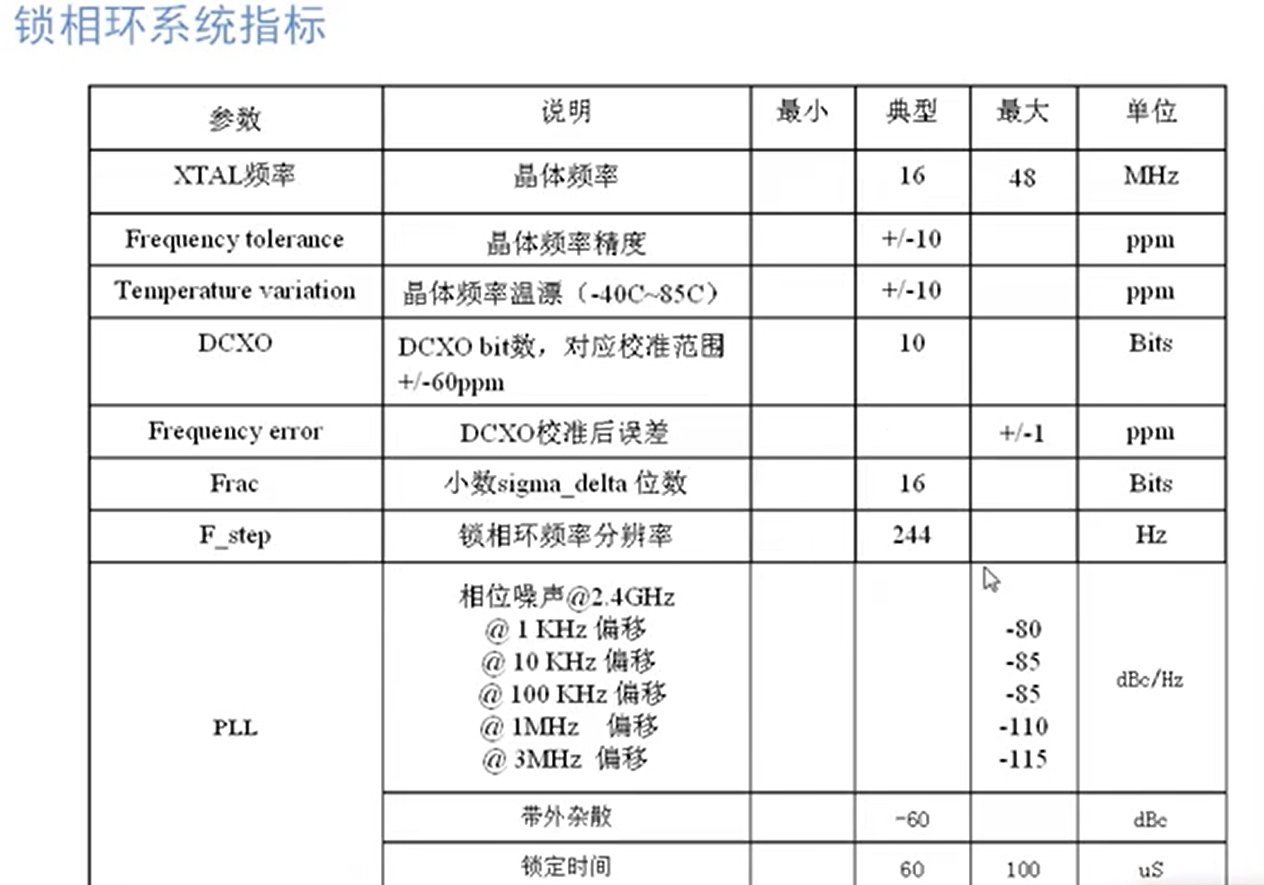 锁相环系统指标
参数 说明 最小 典型 最大 单位
XTAL频率 晶体频率 16 48 MHz
Frequency tolerance 晶体频率精度 +/-10 ppm
Temperature variation 晶体频率温漂（-40C~85C） +/-10 ppm
DCXO DCXO bit数，对应校准范围 10 Bits
+/-60ppm
Frequency error DCXO校准后误差 +/-1 ppm
Frac 小数sigma_delta 位数 16 Bits
F_step 锁相环频率分辨率 244 Hz
相位噪声@2.4GHz
@ 1 KHz 偏移 -80
@ 10 KHz 偏移 -85
@ 100 KHz 偏移 -85
dBc/Hz
@ 1MHz 偏移 -110
PLL
@ 3MHz 偏移 -115
带外杂散 -60 dBc
锁定时间 60 100 uS